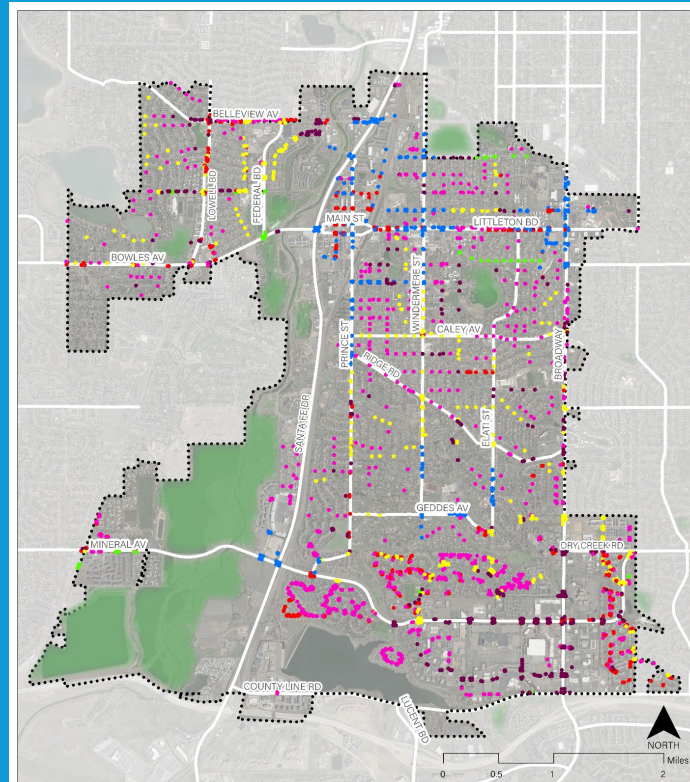 BELLEVIEW AV
LOWELL BD
FEDERAL BD
MAIN ST
LITTLETON BD
BOWLES AV
WINDERMERE ST
PRINCE ST
CALEY AV
BROADWAY
RIDGE RD
SANTA FE DR
ELATI ST
GEDDES AV
MINERAL AV
DRY CREEK RD
COUNTY LINE RD
LUCENT BD
NORTH
0 0.5 1 2
Miles